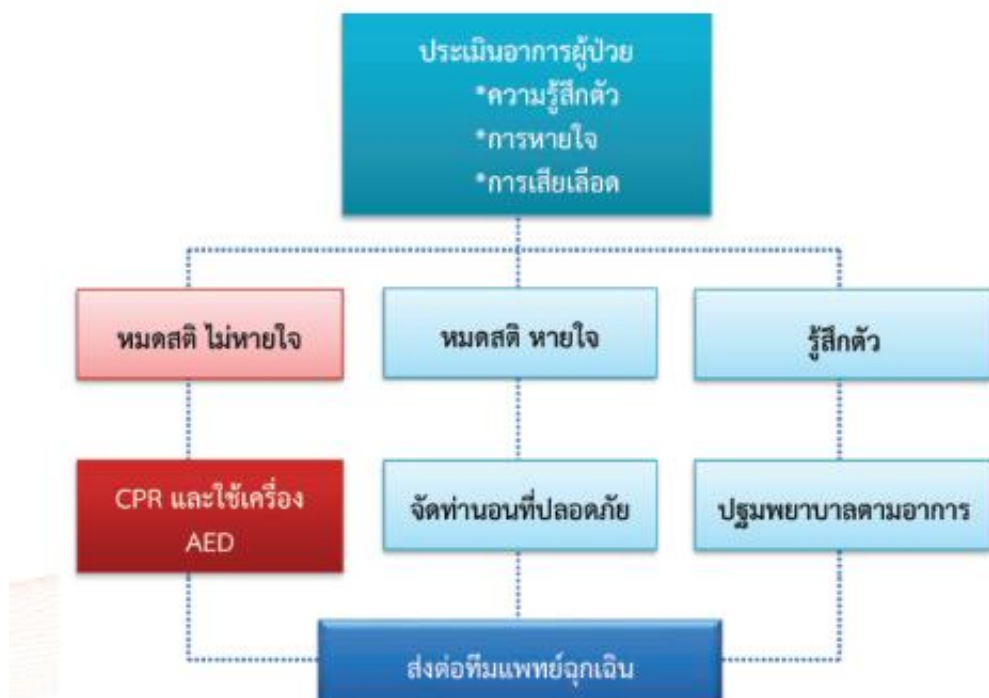 ประเมินอาการผู้ป่วย
*ความรู้สึกตัว
*การหายใจ
*การเสียเลือด
หมดสติ ไม่หายใจ
หมดสติ หายใจ
รู้สึกตัว
CPR และใช้เครื่อง
AED
จัดท่านอนที่ปลอดภัย
ปฐมพยาบาลตามอาการ
ส่งต่อทีมแพทย์ฉุกเฉิน